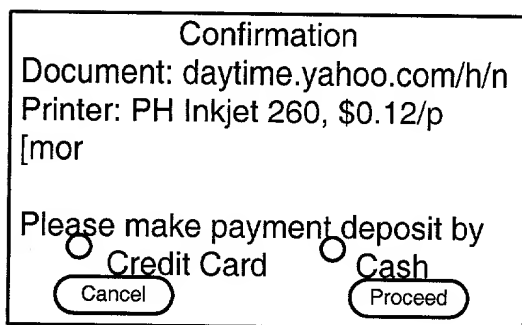 Confirmation
Document: daytime.yahoo.com/h/n
Printer: PH Inkjet 260, $0.12/p
[mor
Please make payment deposit by
Credit Card Cash
Cancel Proceed